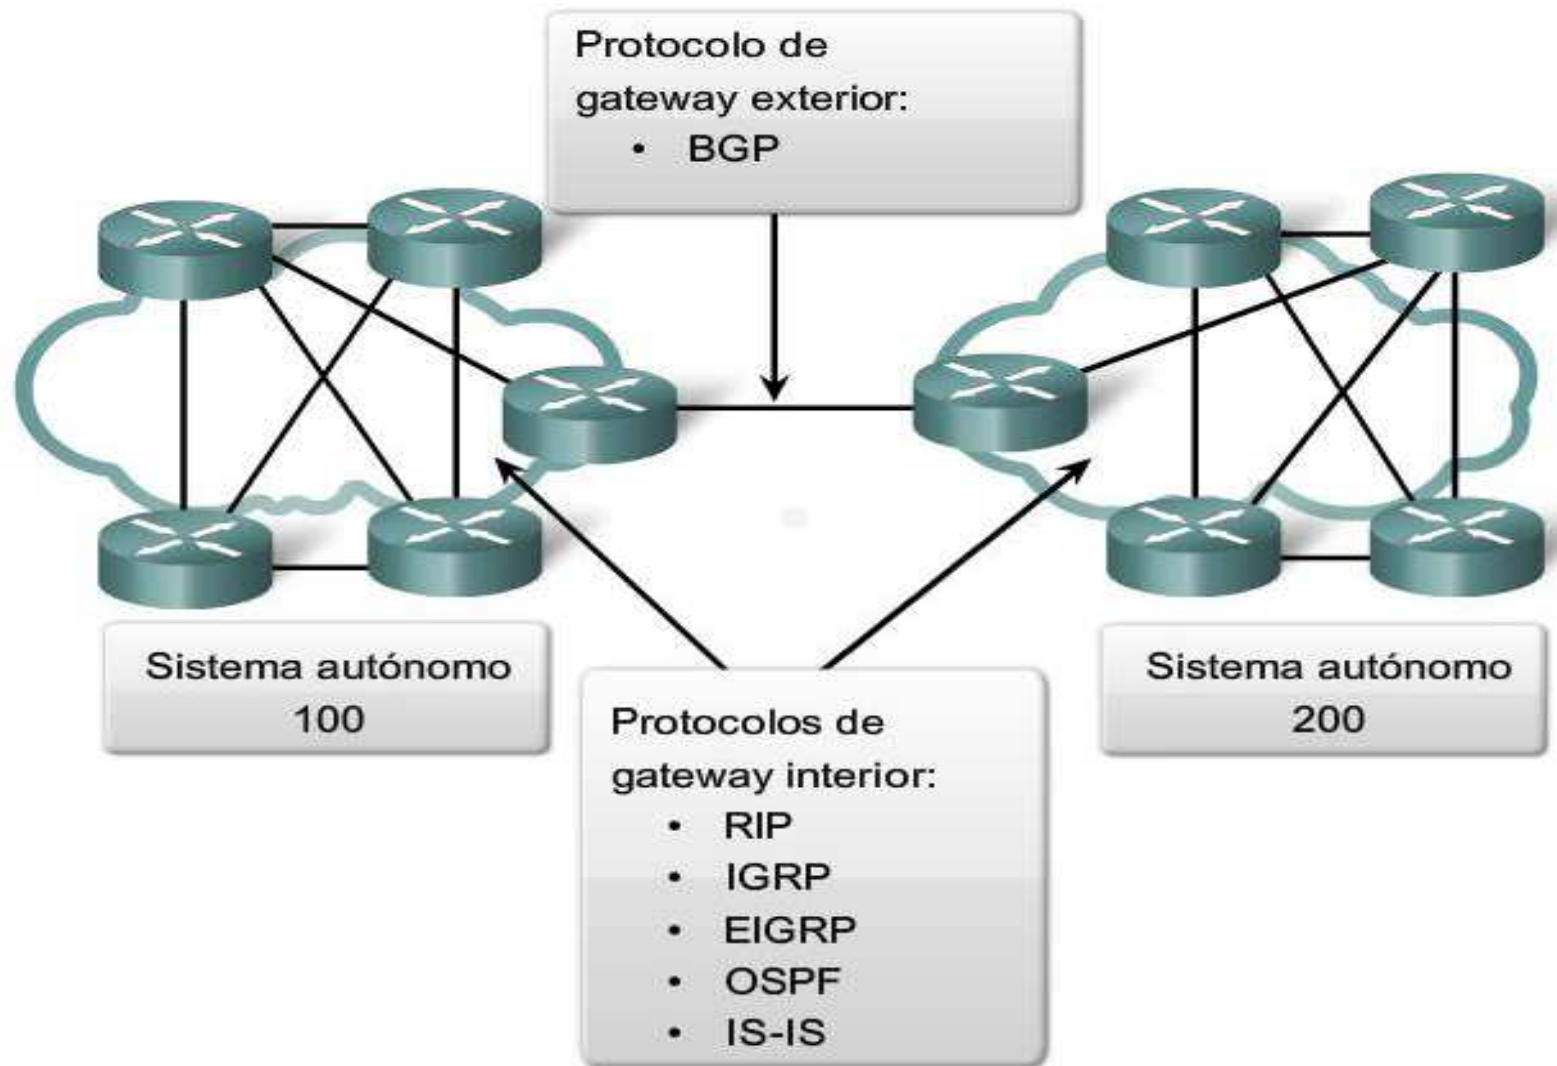 Protocolo de
gateway exterior:
• BGP
Sistema autónomo
100
Sistema autónomo
200
Protocolos de
gateway interior:
• RIP
• IGRP
• EIGRP
• OSPF
• IS-IS